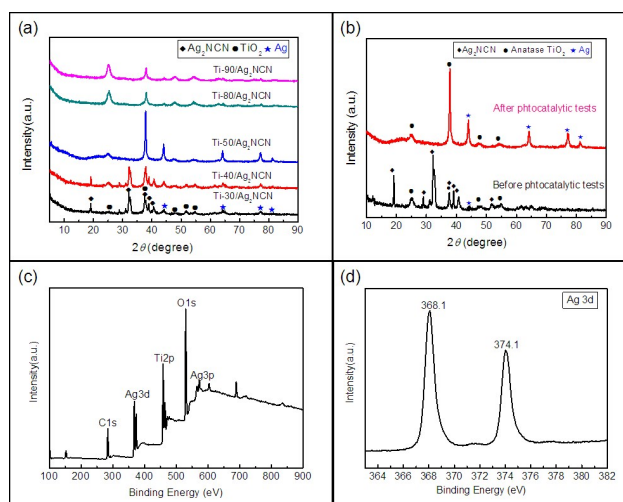 (a)
◆ Ag2NCN ● TiO2 ★ Ag
Ti-90/Ag2NCN
Ti-80/Ag2NCN
Ti-50/Ag2NCN
Ti-40/Ag2NCN
Ti-30/Ag2NCN
Intensity(a.u.)
10 20 30 40 50 60 70 80 90
2θ (degree)
(b)
◆ Ag2NCN ● Anatase TiO2 ★ Ag
After phtocatalytic tests
Before phtocatalytic tests
Intensity(a.u.)
10 20 30 40 50 60 70 80 90
2θ (degree)
(c)
O1s
Ti2p
Ag3p
Ag3d
C1s
Intensity(a.u.)
100 200 300 400 500 600 700 800 900
Binding Energy (eV)
(d)
Ag 3d
368.1
374.1
Intensity(a.u.)
364 366 368 370 372 374 376 378 380 382
Binding Energy (eV)